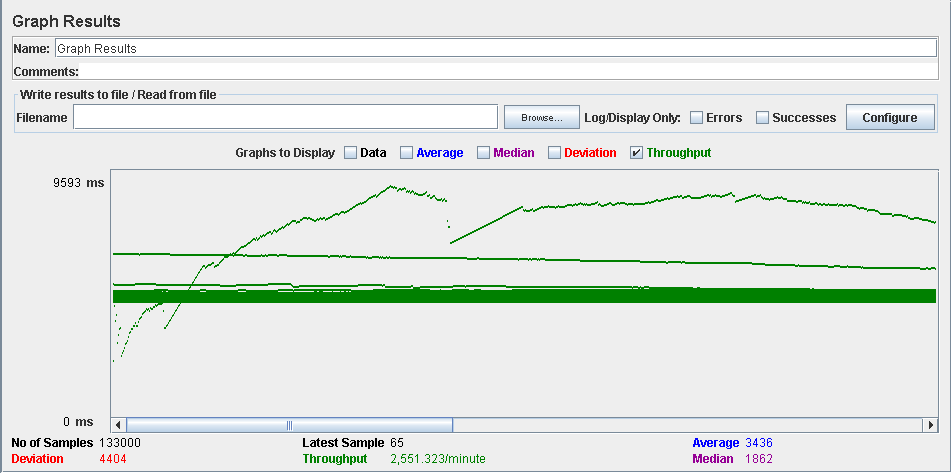 Graph Results
Name: Graph Results
Comments:
Write results to file / Read from file
Filename Browse... Log/Display Only: Errors Successes Configure
Graphs to Display Data Average Median Deviation Throughput
9593 ms
0 ms
No of Samples 133000 Latest Sample 65 Average 3436
Deviation 4404 Throughput 2,551.323/minute Median 1862